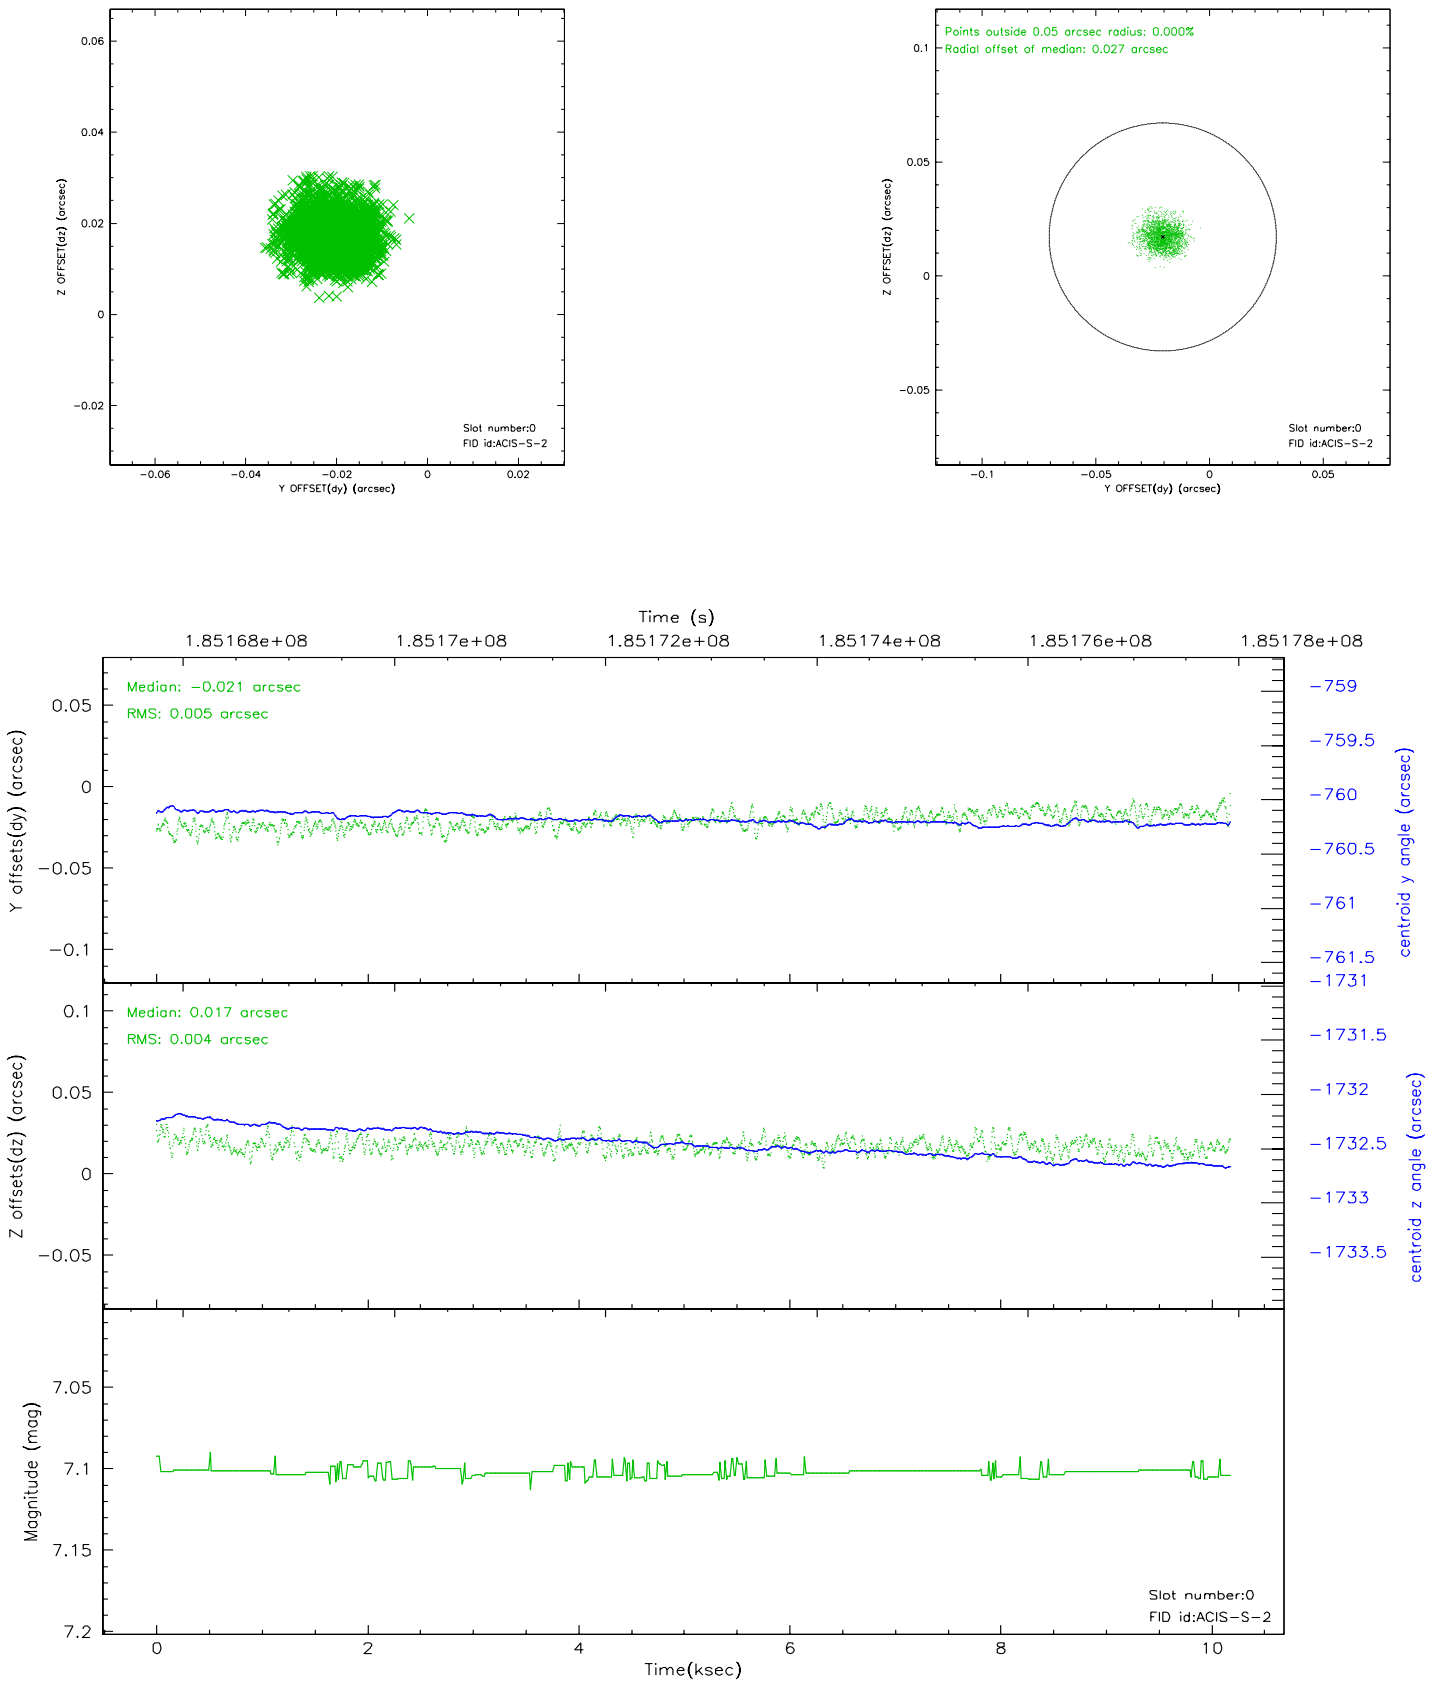 0.06
0.04
0.02
0
−0.02
Z OFFSET(dz) (arcsec)
−0.06 −0.04 −0.02 0 0.02
Y OFFSET(dy) (arcsec)
Slot number:0
FID id:ACIS−S−2
Points outside 0.05 arcsec radius: 0.000%
Radial offset of median: 0.027 arcsec
0.1
0.05
0
−0.05
Z OFFSET(dz) (arcsec)
−0.1 −0.05 0 0.05
Y OFFSET(dy) (arcsec)
Slot number:0
FID id:ACIS−S−2
Time (s)
1.85168e+08 1.8517e+08 1.85172e+08 1.85174e+08 1.85176e+08 1.85178e+08
Median: −0.021 arcsec
RMS: 0.005 arcsec
0.05
0
−0.05
−0.1
Y offsets(dy) (arcsec)
−759
−759.5
−760
−760.5
−761
−761.5
centroid y angle (arcsec)
Median: 0.017 arcsec
RMS: 0.004 arcsec
0.1
0.05
0
−0.05
Z offsets(dz) (arcsec)
−1731
−1731.5
−1732
−1732.5
−1733
−1733.5
centroid z angle (arcsec)
7.05
7.1
7.15
7.2
Magnitude (mag)
Slot number:0
FID id:ACIS−S−2
0 2 4 6 8 10
Time(ksec)